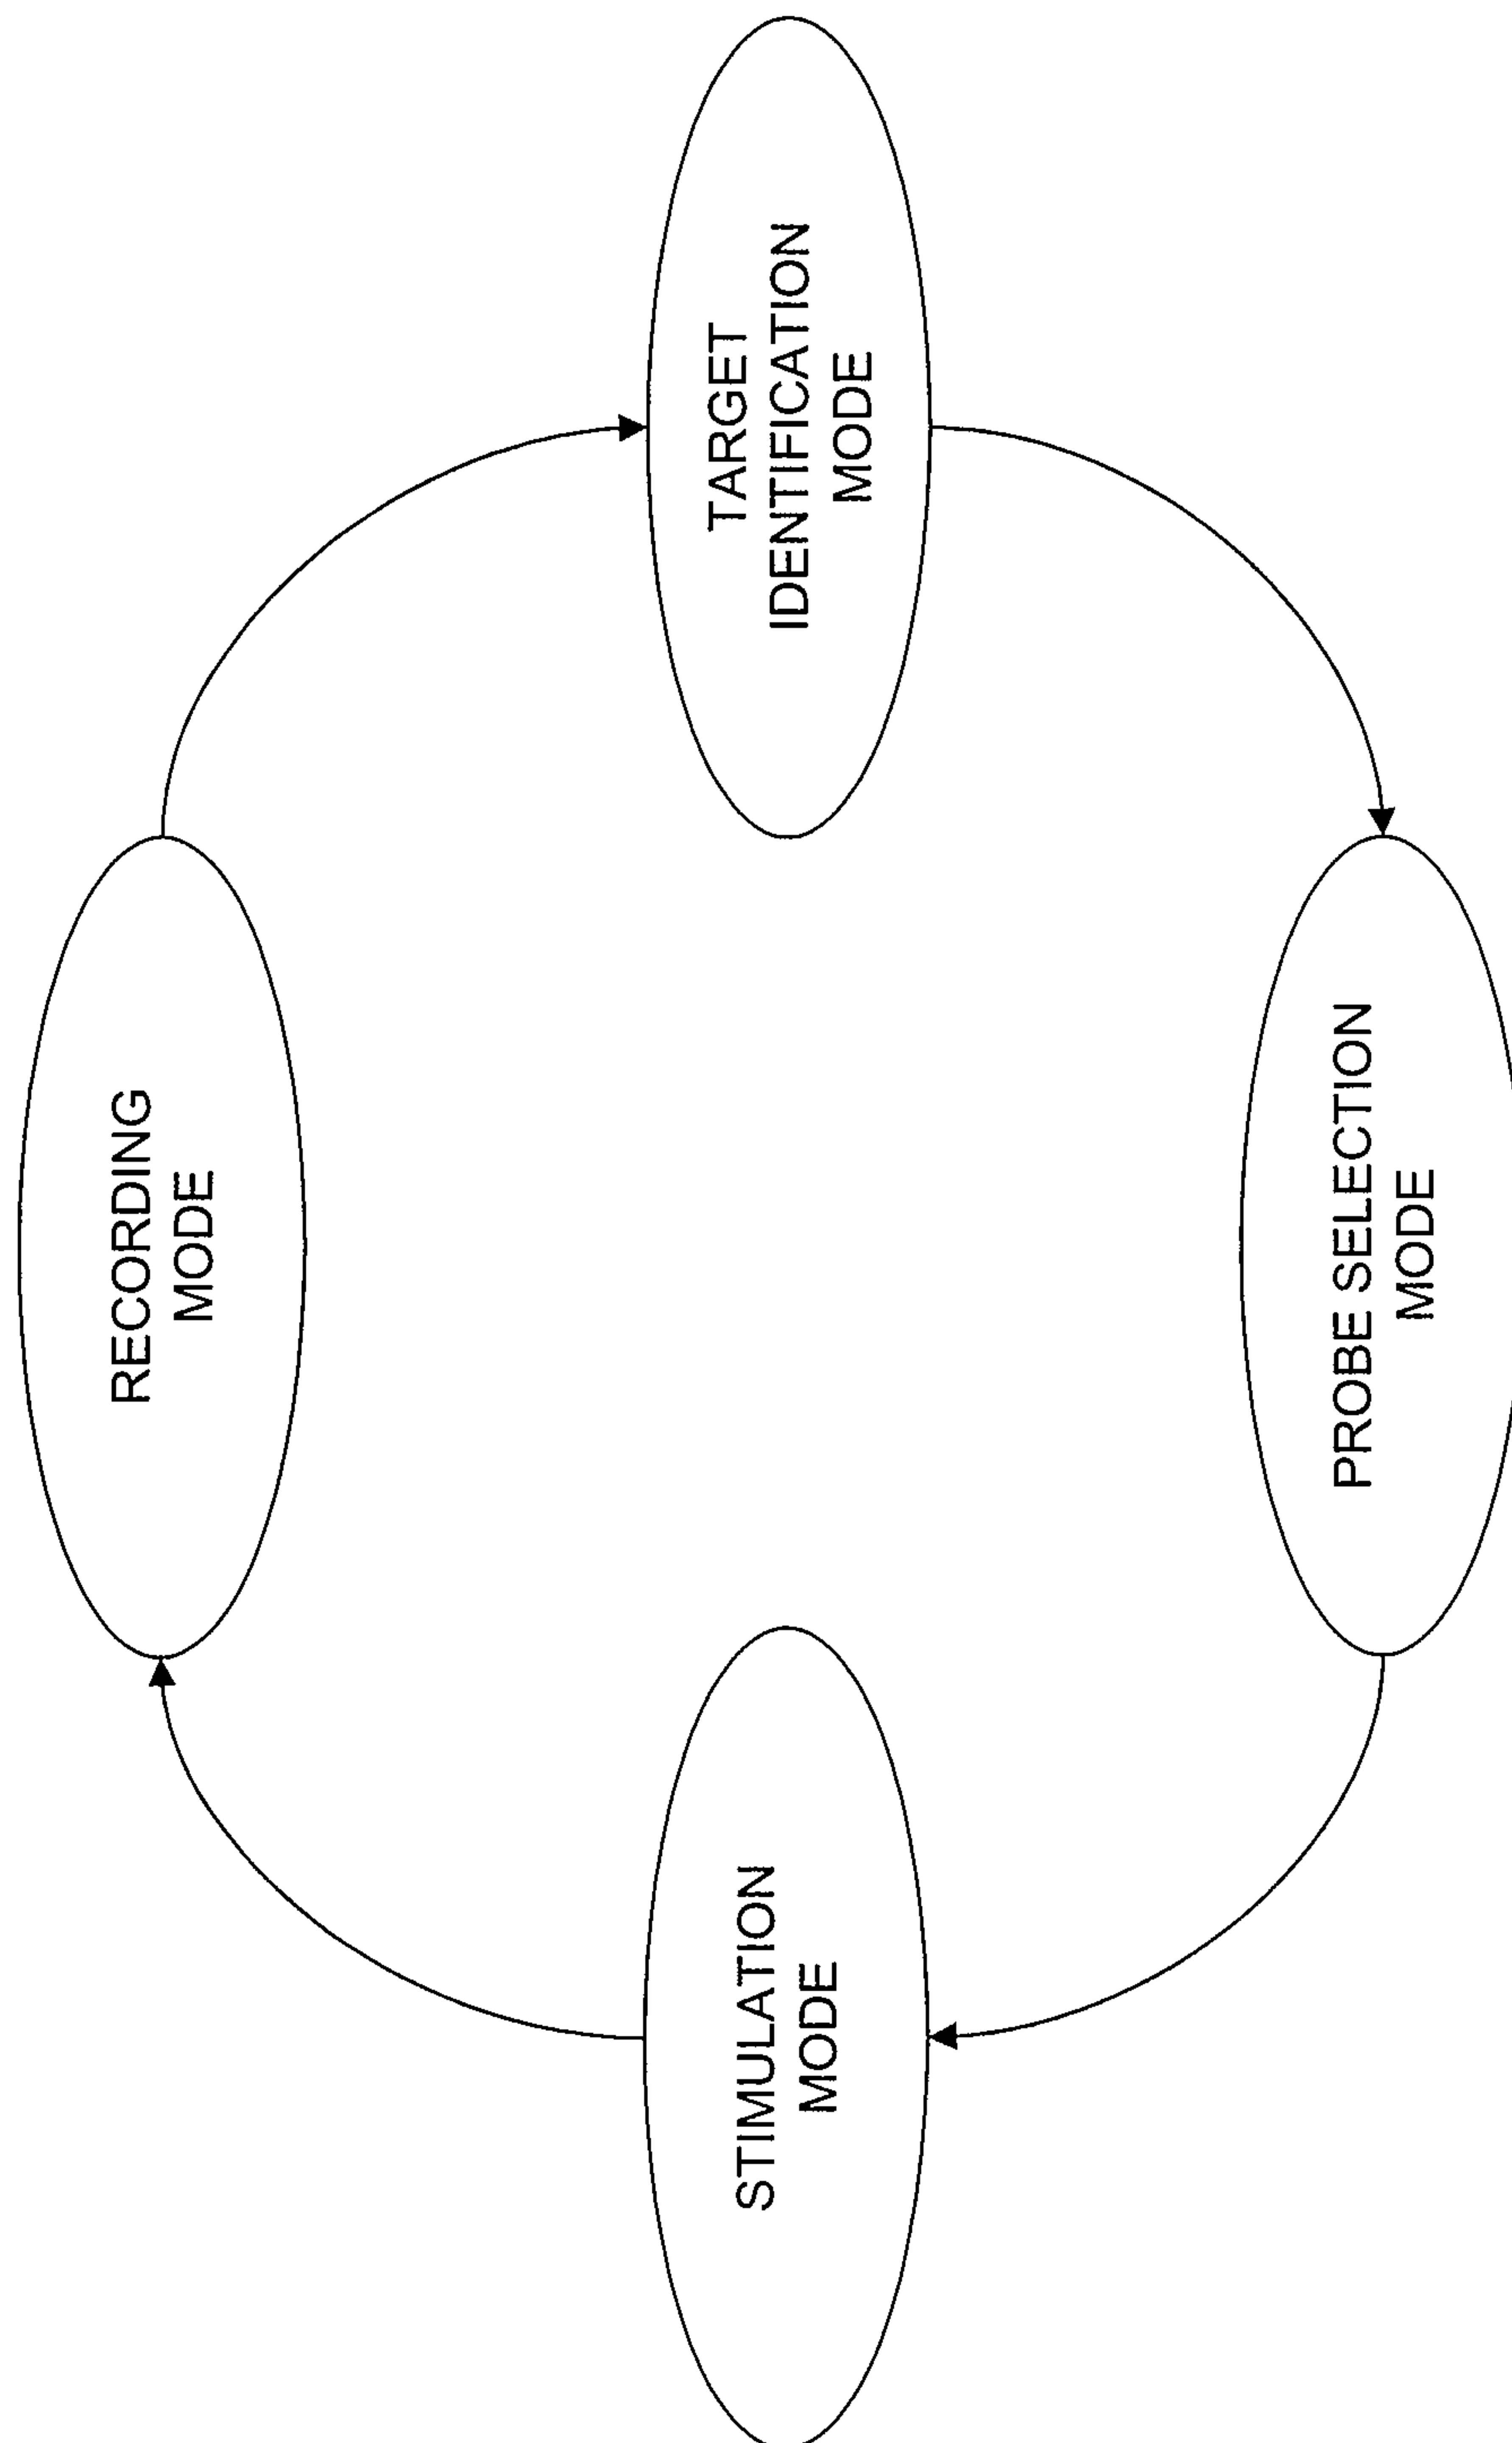 RECORDING
MODE
TARGET
IDENTIFICATION
MODE
PROBE SELECTION
MODE
STIMULATION
MODE